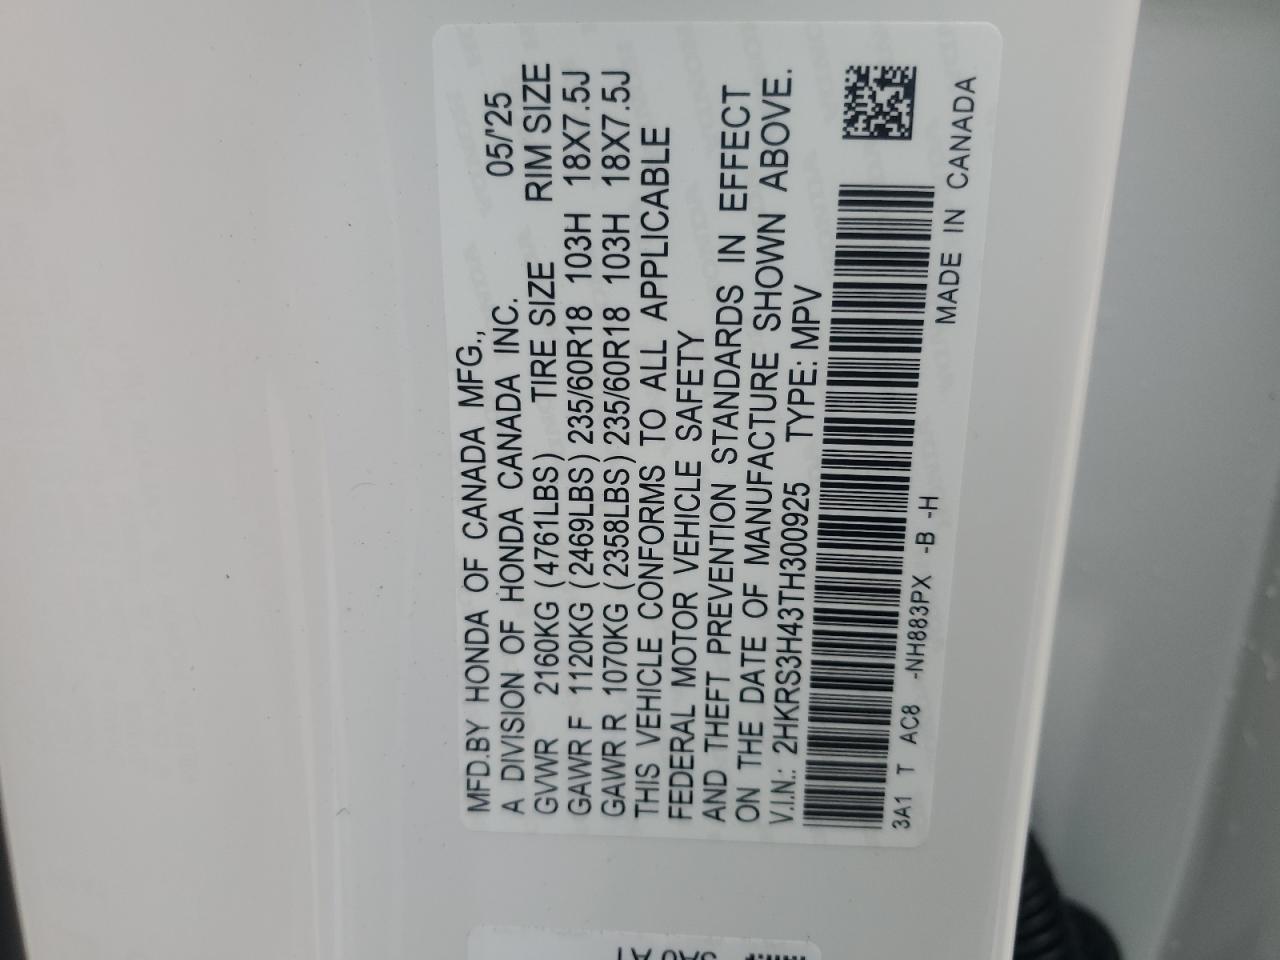 MFD.BY HONDA OF CANADA MFG.,
A DIVISION OF HONDA CANADA INC. 05/'25
GVWR 2160KG (4761LBS) TIRE SIZE RIM SIZE
GAWR F 1120KG (2469LBS) 235/60R18 103H 18X7.5J
GAWR R 1070KG (2358LBS) 235/60R18 103H 18X7.5J
THIS VEHICLE CONFORMS TO ALL APPLICABLE
FEDERAL MOTOR VEHICLE SAFETY
AND THEFT PREVENTION STANDARDS IN EFFECT
ON THE DATE OF MANUFACTURE SHOWN ABOVE.
V.I.N.: 2HKRS3H43TH300925 TYPE: MPV
3A1 T AC8 -NH883PX -B -H MADE IN CANADA